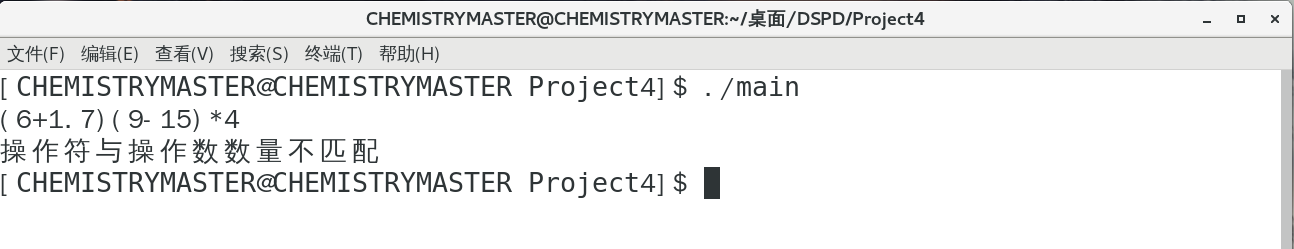 CHEMISTRYMASTER@CHEMISTRYMASTER:~/桌面/DSPD/Project4
文件(F) 编辑(E) 查看(V) 搜索(S) 终端(T) 帮助(H)
[CHEMISTRYMASTER@CHEMISTRYMASTER Project4]$ ./main
(6+1.7)(9-15)*4
操作符与操作数数量不匹配
[CHEMISTRYMASTER@CHEMISTRYMASTER Project4]$